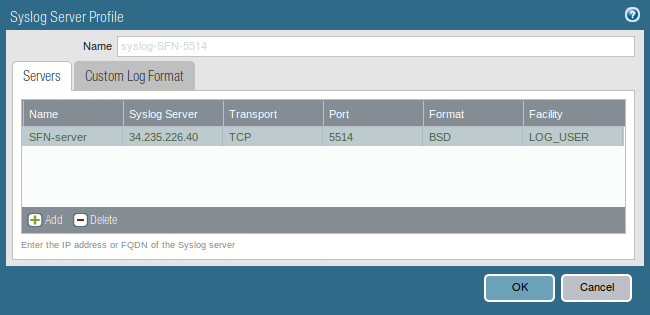 Syslog Server Profile
Name syslog-SFN-5514
Servers Custom Log Format
Name Syslog Server Transport Port Format Facility
SFN-server 34.235.226.40 TCP 5514 BSD LOG_USER
Add Delete
Enter the IP address or FQDN of the Syslog server
OK Cancel